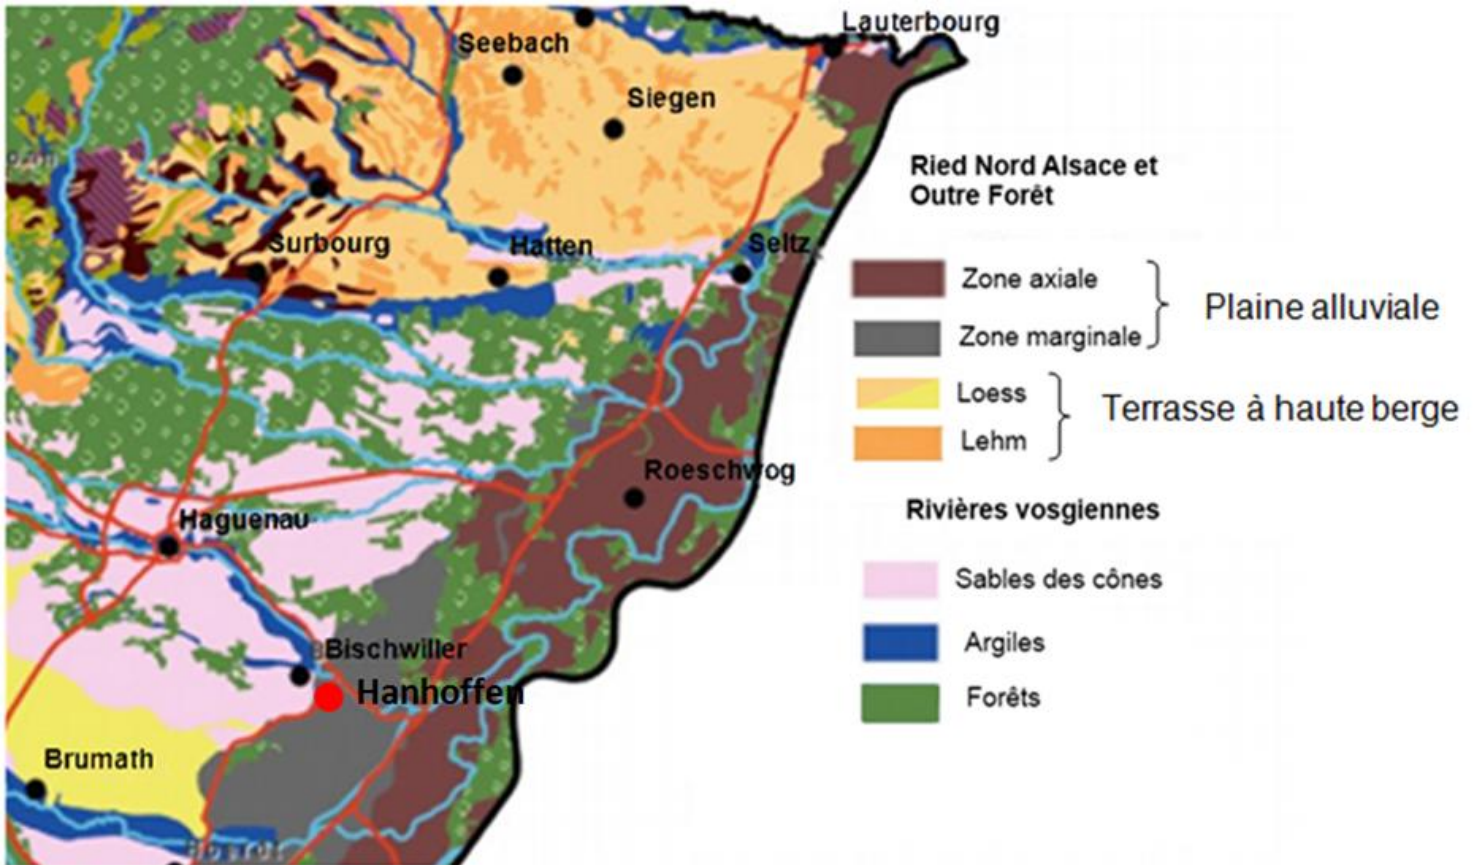 Lauterbourg
Seebach
Siegen
Surbourg
Hatten
Seltz
Roeschwog
Haguenau
Bischwiller
Hanhoffen
Brumath
Ried Nord Alsace et
Outre Forêt
Zone axiale
Zone marginale
Plaine alluviale
Loess
Lehm
Terrasse à haute berge
Rivières vosgiennes
Sables des cônes
Argiles
Forêts